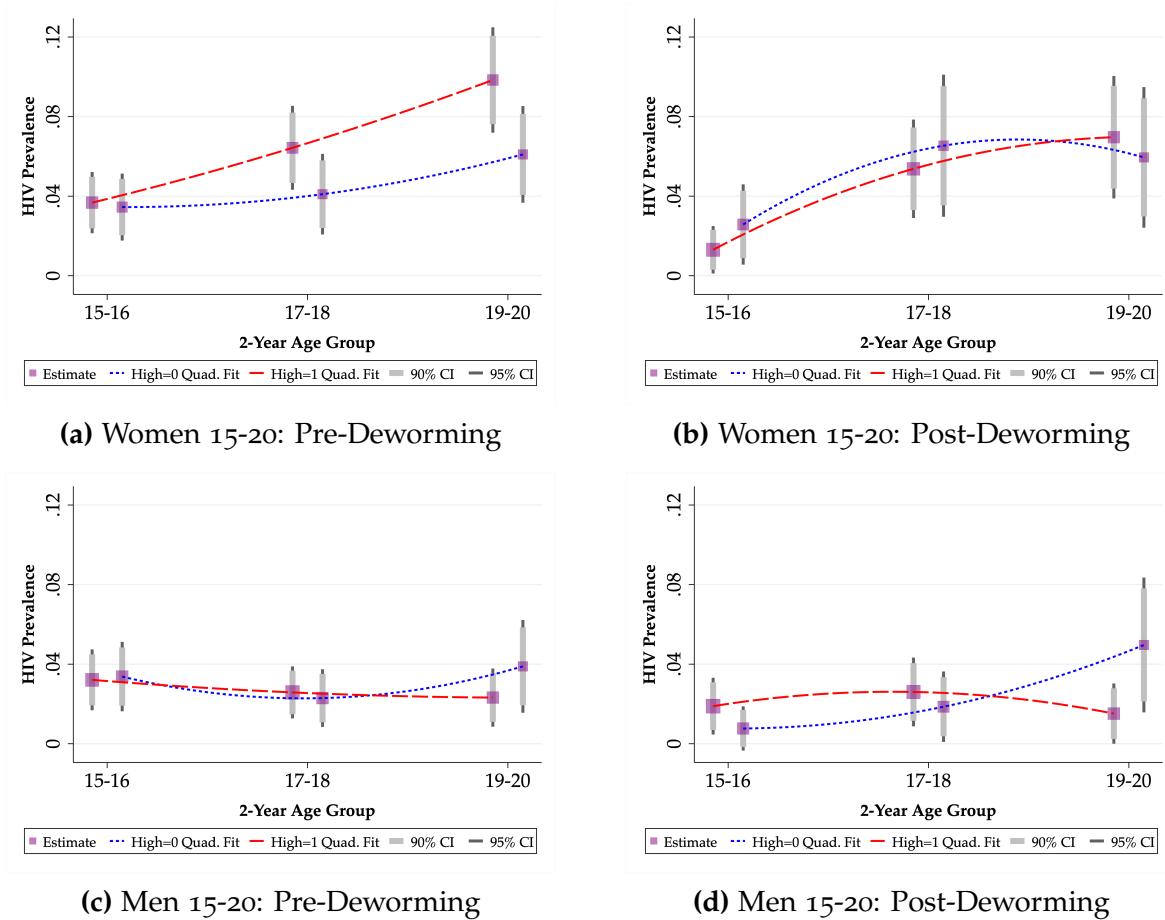 .12
.08
.04
0
HIV Prevalence
15-16 17-18 19-20
2-Year Age Group
Estimate High=0 Quad. Fit High=1 Quad. Fit 90% CI 95% CI
(a) Women 15-20: Pre-Deworming
.12
.08
.04
0
HIV Prevalence
15-16 17-18 19-20
2-Year Age Group
Estimate High=0 Quad. Fit High=1 Quad. Fit 90% CI 95% CI
(b) Women 15-20: Post-Deworming
.12
.08
.04
0
HIV Prevalence
15-16 17-18 19-20
2-Year Age Group
Estimate High=0 Quad. Fit High=1 Quad. Fit 90% CI 95% CI
(c) Men 15-20: Pre-Deworming
.12
.08
.04
0
HIV Prevalence
15-16 17-18 19-20
2-Year Age Group
Estimate High=0 Quad. Fit High=1 Quad. Fit 90% CI 95% CI
(d) Men 15-20: Post-Deworming